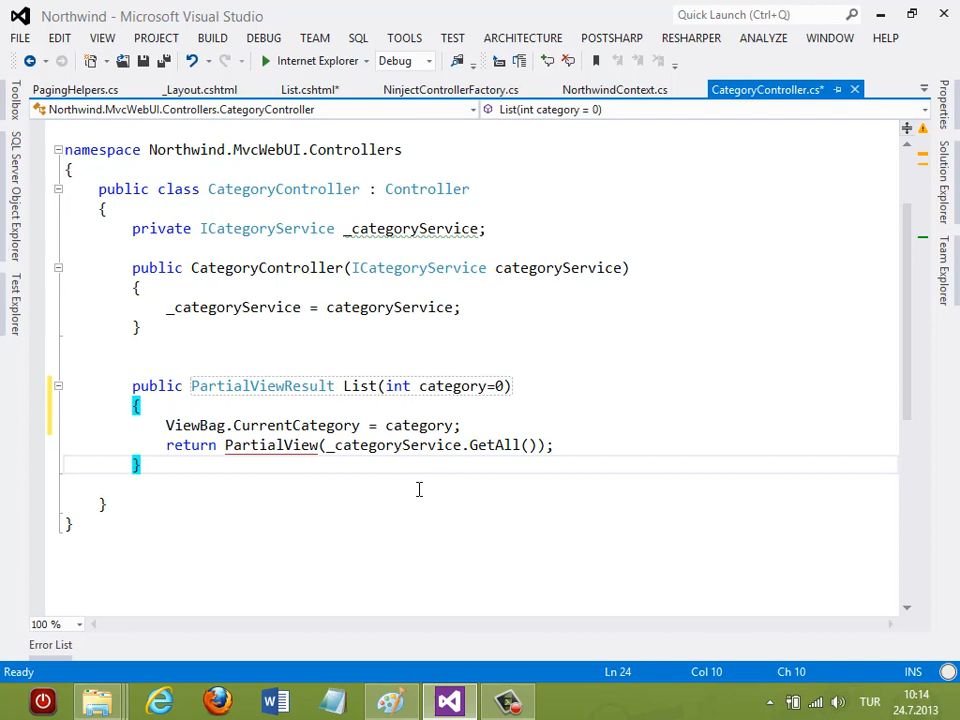 Northwind - Microsoft Visual Studio
Quick Launch (Ctrl+Q)
FILE EDIT VIEW PROJECT BUILD DEBUG TEAM SQL TOOLS TEST ARCHITECTURE POSTSHARP RESHARPER ANALYZE WINDOW HELP
Internet Explorer Debug
PagingHelpers.cs _Layout.cshtml List.cshtml* NinjectControllerFactory.cs NorthwindContext.cs CategoryController.cs*
Northwind.MvcWebUI.Controllers.CategoryController List(int category = 0)
Toolbox
SQL Server Object Explorer
Test Explorer
namespace Northwind.MvcWebUI.Controllers
{
public class CategoryController : Controller
{
private ICategoryService _categoryService;
public CategoryController(ICategoryService categoryService)
{
_categoryService = categoryService;
}
public PartialViewResult List(int category=0)
{
ViewBag.CurrentCategory = category;
return PartialView(_categoryService.GetAll());
}
}
}
Properties
Solution Explorer
Team Explorer
100 %
Error List
Ready Ln 24 Col 10 Ch 10 INS
TUR
10:14
24.7.2013